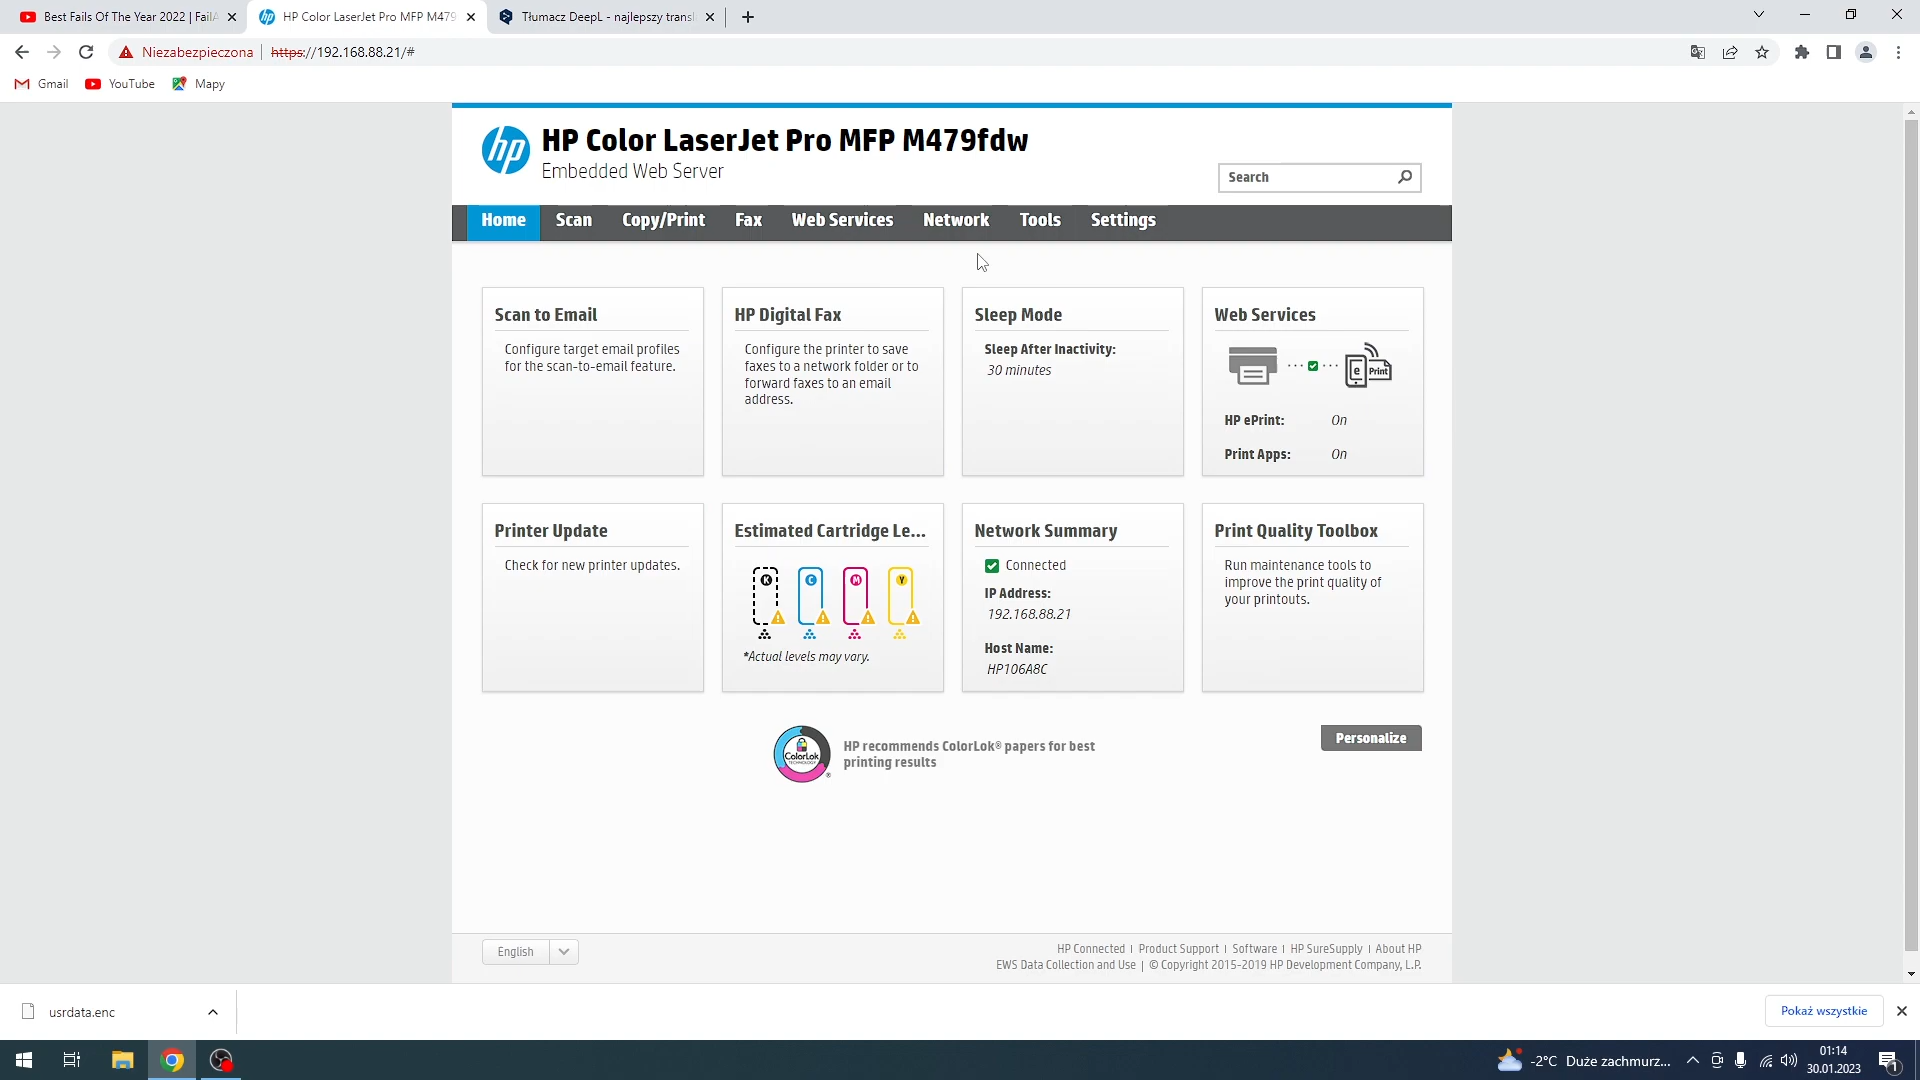 Best Fails Of The Year 2022 | FailA
HP Color LaserJet Pro MFP M479
Tłumacz DeepL - najlepszy transl
Niezabezpieczona
https://192.168.88.21/#
Gmail
YouTube
Mapy
hp
HP Color LaserJet Pro MFP M479fdw
Embedded Web Server
Search
Home
Scan
Copy/Print
Fax
Web Services
Network
Tools
Settings
Scan to Email
Configure target email profiles
for the scan-to-email feature.
HP Digital Fax
Configure the printer to save
faxes to a network folder or to
forward faxes to an email
address.
Sleep Mode
Sleep After Inactivity:
30 minutes
Web Services
e Print
HP ePrint: On
Print Apps: On
Printer Update
Check for new printer updates.
Estimated Cartridge Le...
K C M Y
*Actual levels may vary.
Network Summary
Connected
IP Address:
192.168.88.21
Host Name:
HP106A8C
Print Quality Toolbox
Run maintenance tools to
improve the print quality of
your printouts.
ColorLok
TECHNOLOGY
®
HP recommends ColorLok® papers for best
printing results
Personalize
English
HP Connected | Product Support | Software | HP SureSupply | About HP
EWS Data Collection and Use | © Copyright 2015-2019 HP Development Company, L.P.
usrdata.enc
Pokaż wszystkie
-2°C Duże zachmurz...
01:14
30.01.2023
1